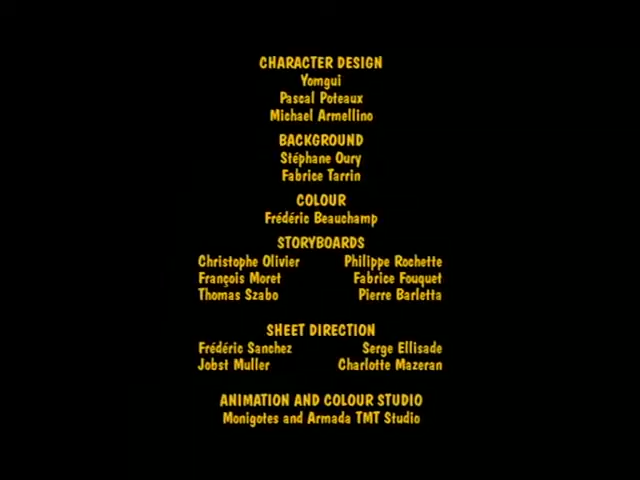 CHARACTER DESIGN
Yomgui
Pascal Poteaux
Michael Armellino
BACKGROUND
Stéphane Oury
Fabrice Tarrin
COLOUR
Frédéric Beauchamp
STORYBOARDS
Christophe Olivier Philippe Rochette
François Moret Fabrice Fouquet
Thomas Szabo Pierre Barletta
SHEET DIRECTION
Frédéric Sanchez Serge Ellisade
Jobst Muller Charlotte Mazeran
ANIMATION AND COLOUR STUDIO
Monigotes and Armada TMT Studio